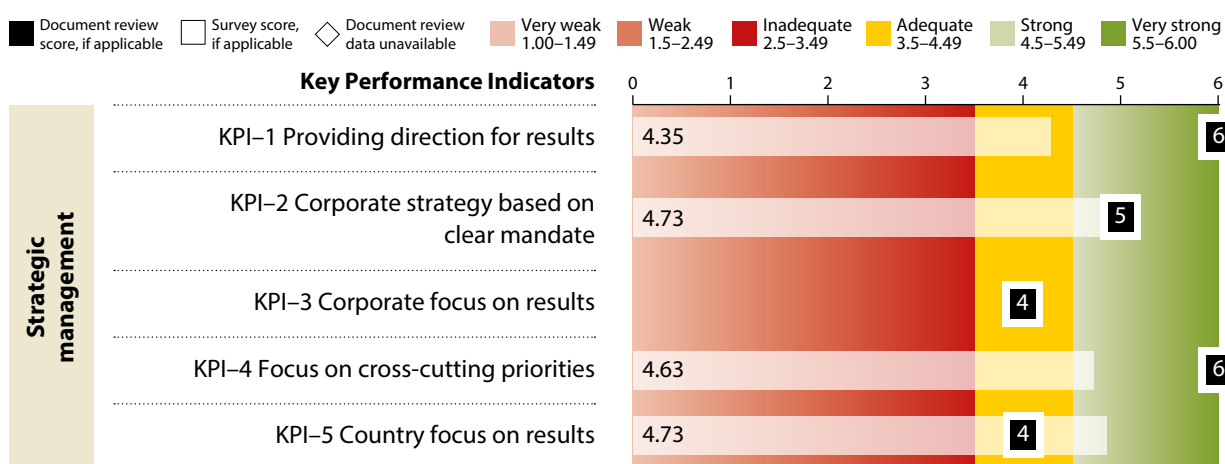 Document review score, if applicable
Survey score, if applicable
Document review data unavailable
Very weak 1.00–1.49
Weak 1.5–2.49
Inadequate 2.5–3.49
Adequate 3.5–4.49
Strong 4.5–5.49
Very strong 5.5–6.00
Key Performance Indicators
0 1 2 3 4 5 6
Strategic management
KPI–1 Providing direction for results
4.35
6
KPI–2 Corporate strategy based on
clear mandate
4.73
5
KPI–3 Corporate focus on results
4
KPI–4 Focus on cross-cutting priorities
4.63
6
KPI–5 Country focus on results
4.73
4